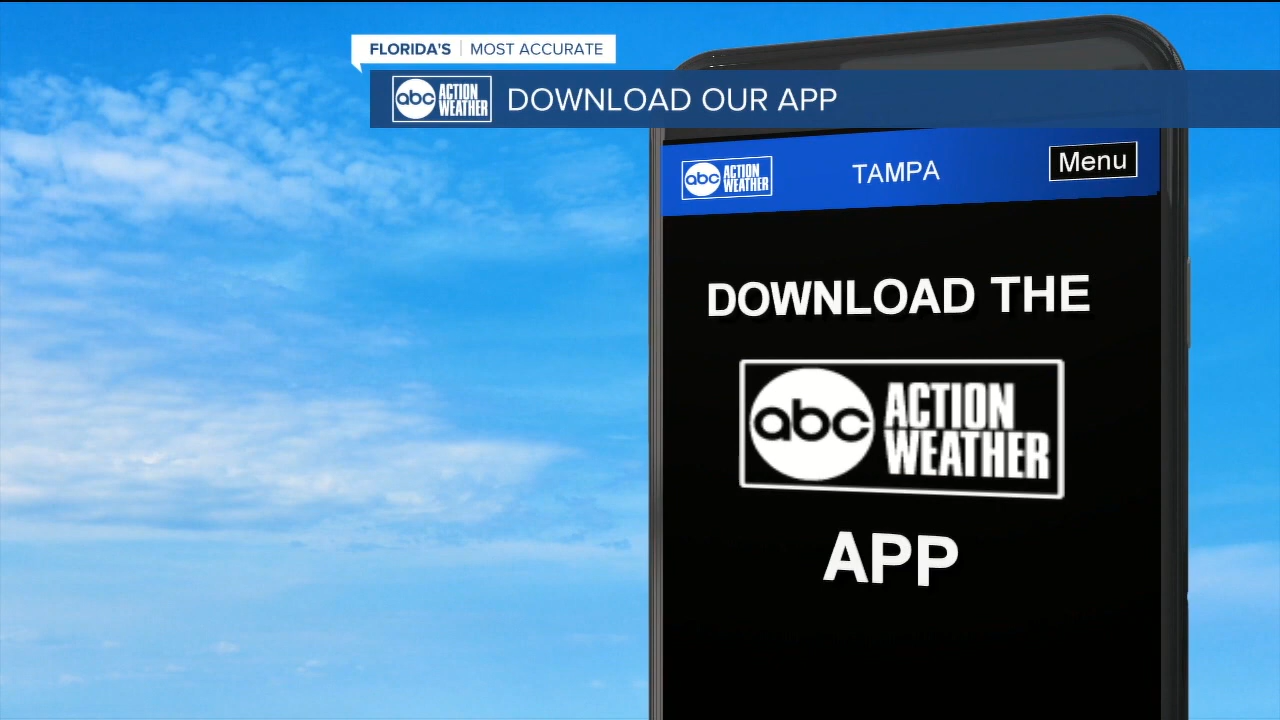 FLORIDA'S | MOST ACCURATE
abc ACTION WEATHER DOWNLOAD OUR APP
abc ACTION WEATHER TAMPA Menu
DOWNLOAD THE
abc ACTION
WEATHER
APP